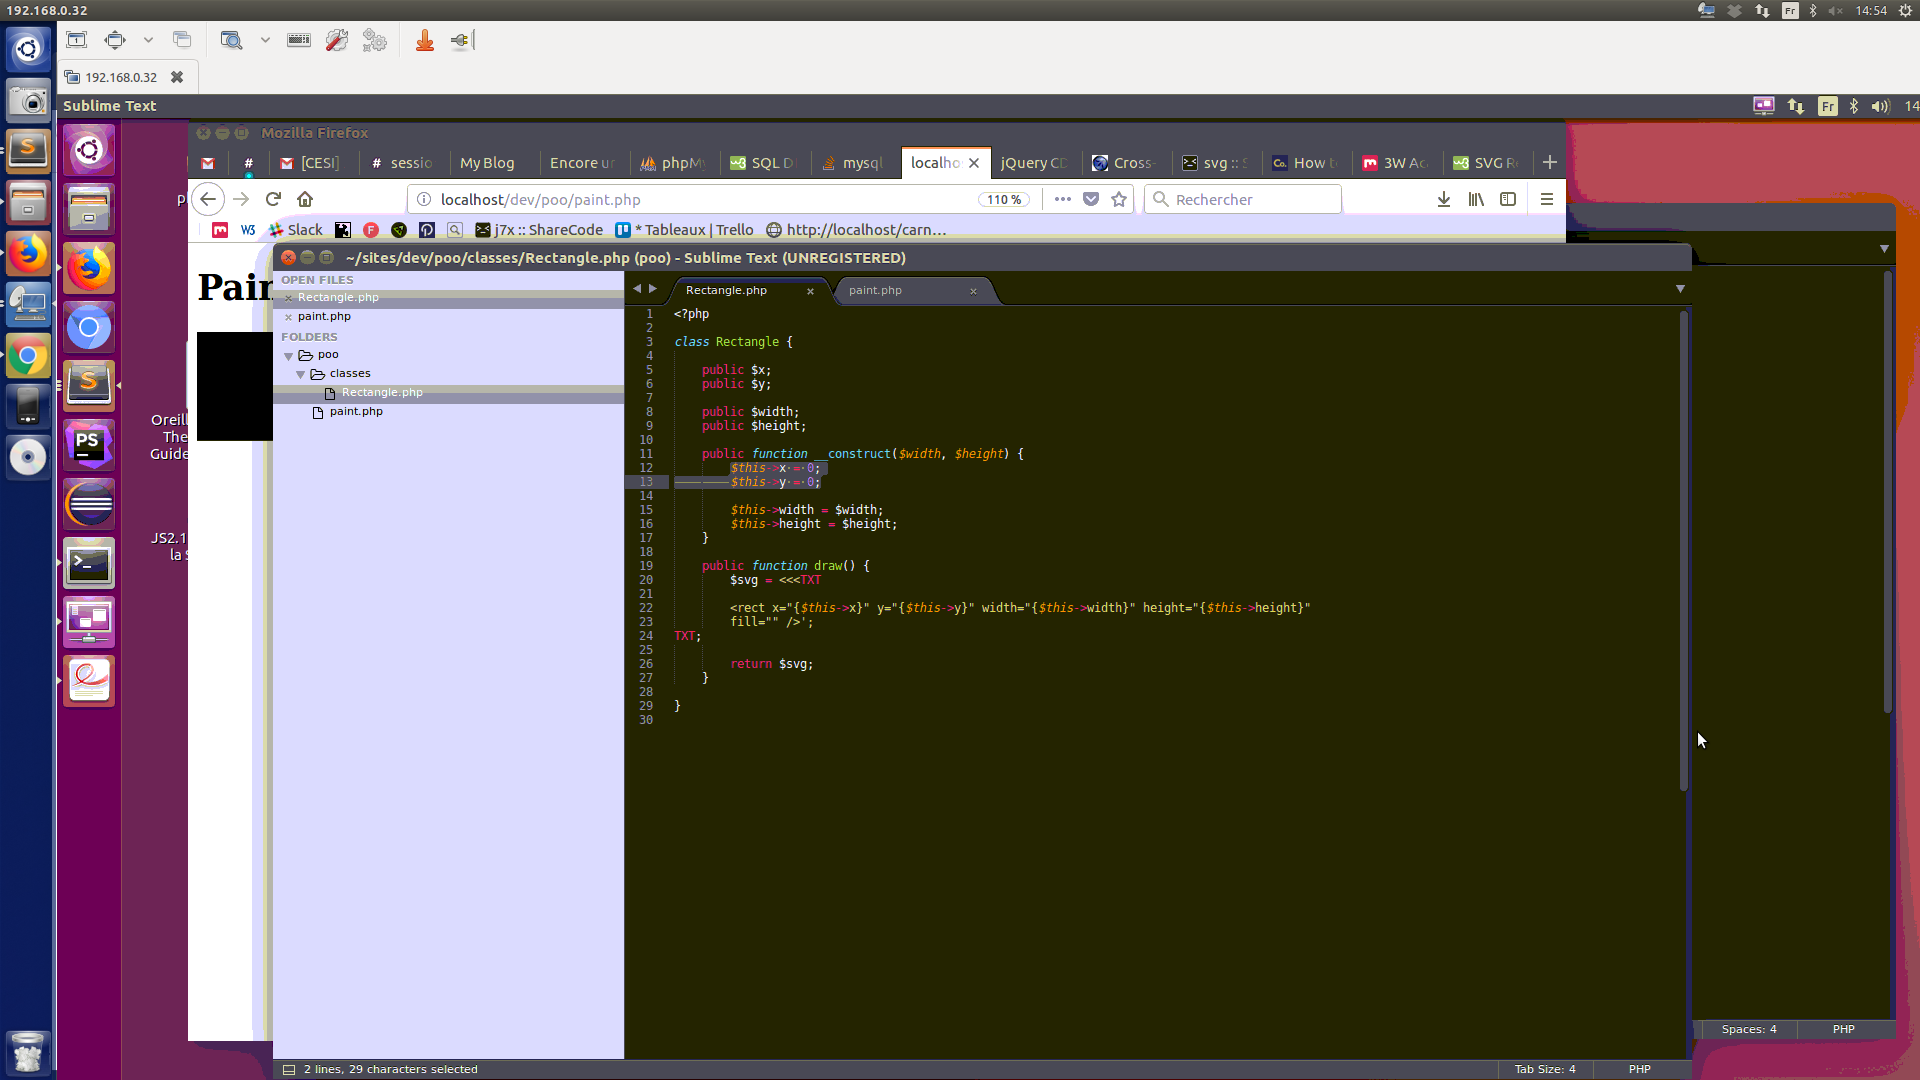 192.168.0.32
Fr
14:54
192.168.0.32
Sublime Text
Fr
14
Mozilla Firefox
[CESI]
sessio
My Blog
Encore ur
phpMy
SQL D
mysql
localho
jQuery CD
Cross-
svg :: S
How to
3W Ac
SVG R
localhost/dev/poo/paint.php
110 %
Rechercher
W3
Slack
j7x :: ShareCode
* Tableaux | Trello
http://localhost/carn...
~/sites/dev/poo/classes/Rectangle.php (poo) - Sublime Text (UNREGISTERED)
Pain
Oreill
The
Guide
JS2.1
la S
PS
OPEN FILES
Rectangle.php
paint.php
FOLDERS
poo
classes
Rectangle.php
paint.php
Rectangle.php
paint.php
1 <?php
2
3 class Rectangle {
4
5 public $x;
6 public $y;
7
8 public $width;
9 public $height;
10
11 public function __construct($width, $height) {
12 $this->x = 0;
13 $this->y = 0;
14
15 $this->width = $width;
16 $this->height = $height;
17 }
18
19 public function draw() {
20 $svg = <<<TXT
21
22 <rect x="{$this->x}" y="{$this->y}" width="{$this->width}" height="{$this->height}"
23 fill="" />';
24 TXT;
25
26 return $svg;
27 }
28
29 }
30
Spaces: 4
PHP
2 lines, 29 characters selected
Tab Size: 4
PHP